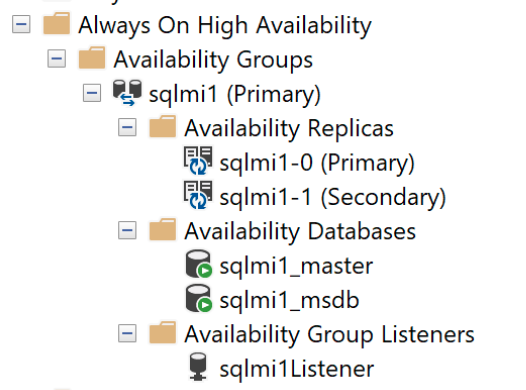 Always On High Availability
Availability Groups
sqlmi1 (Primary)
Availability Replicas
sqlmi1-0 (Primary)
sqlmi1-1 (Secondary)
Availability Databases
sqlmi1_master
sqlmi1_msdb
Availability Group Listeners
sqlmi1Listener